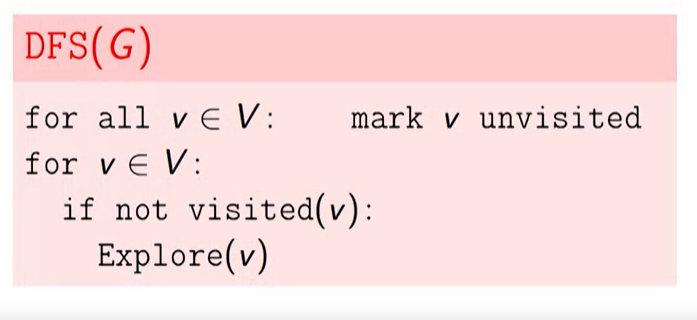 DFS(G)
for all v ∈ V: mark v unvisited
for v ∈ V:
if not visited(v):
Explore(v)